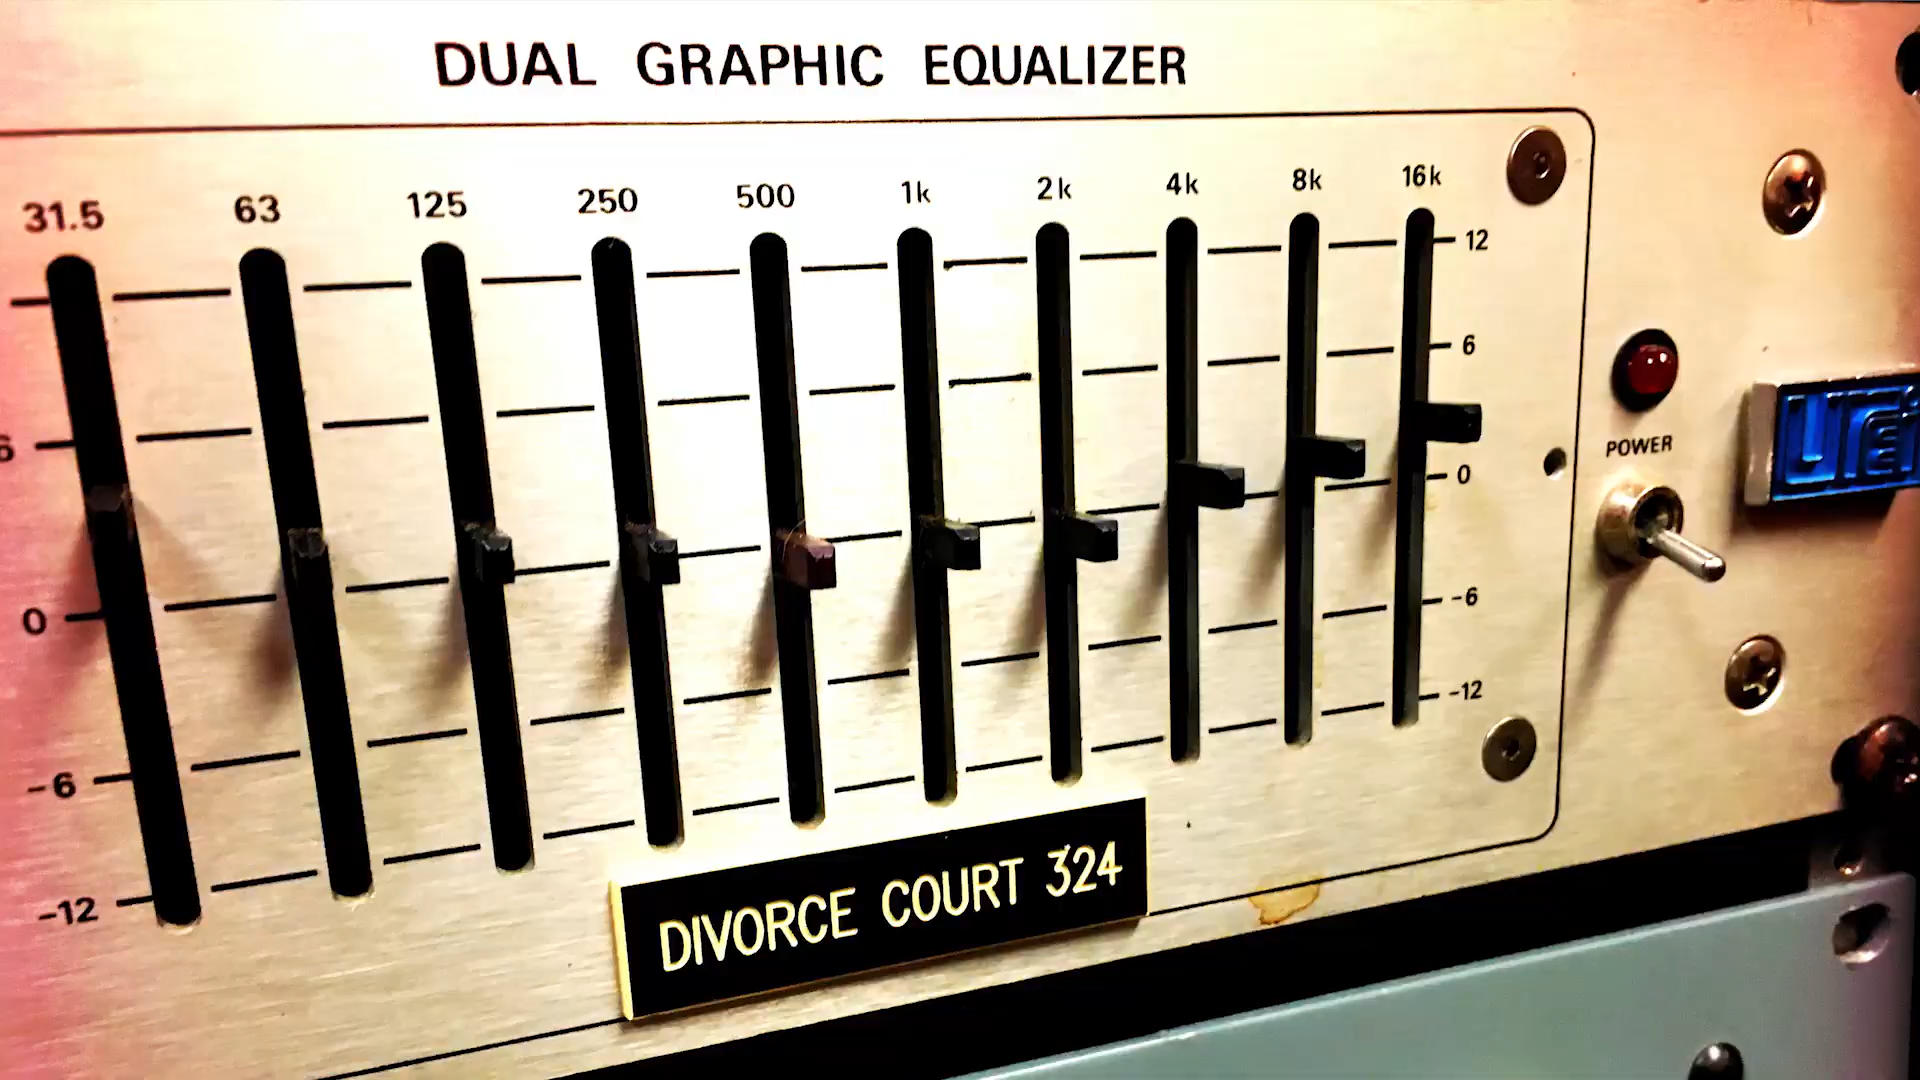 DUAL GRAPHIC EQUALIZER
31.5 63 125 250 500 1k 2k 4k 8k 16k
12
6 6
POWER
0
0
-6
-6
-12
-12
DIVORCE COURT 324